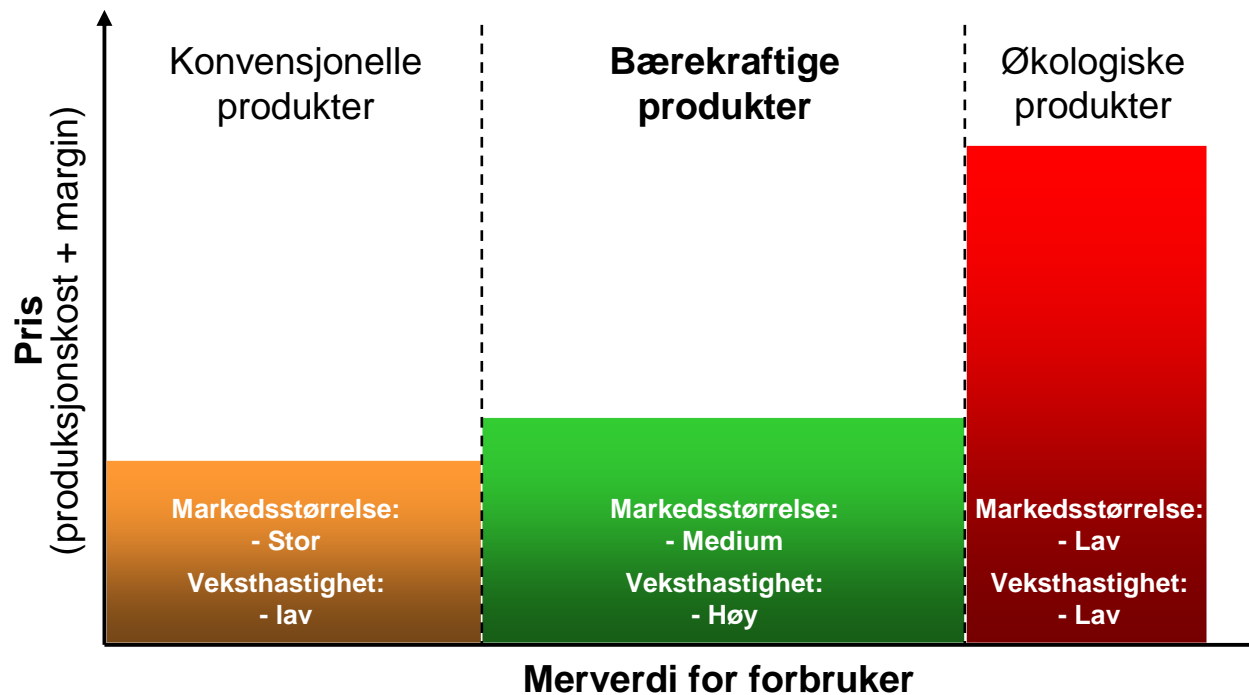 Konvensjonelle
produkter
Bærekraftige
produkter
Økologiske
produkter
Pris
(produksjonskost + margin)
Markedsstørrelse:
- Stor
Veksthastighet:
- lav
Markedsstørrelse:
- Medium
Veksthastighet:
- Høy
Markedsstørrelse:
- Lav
Veksthastighet:
- Lav
Merverdi for forbruker